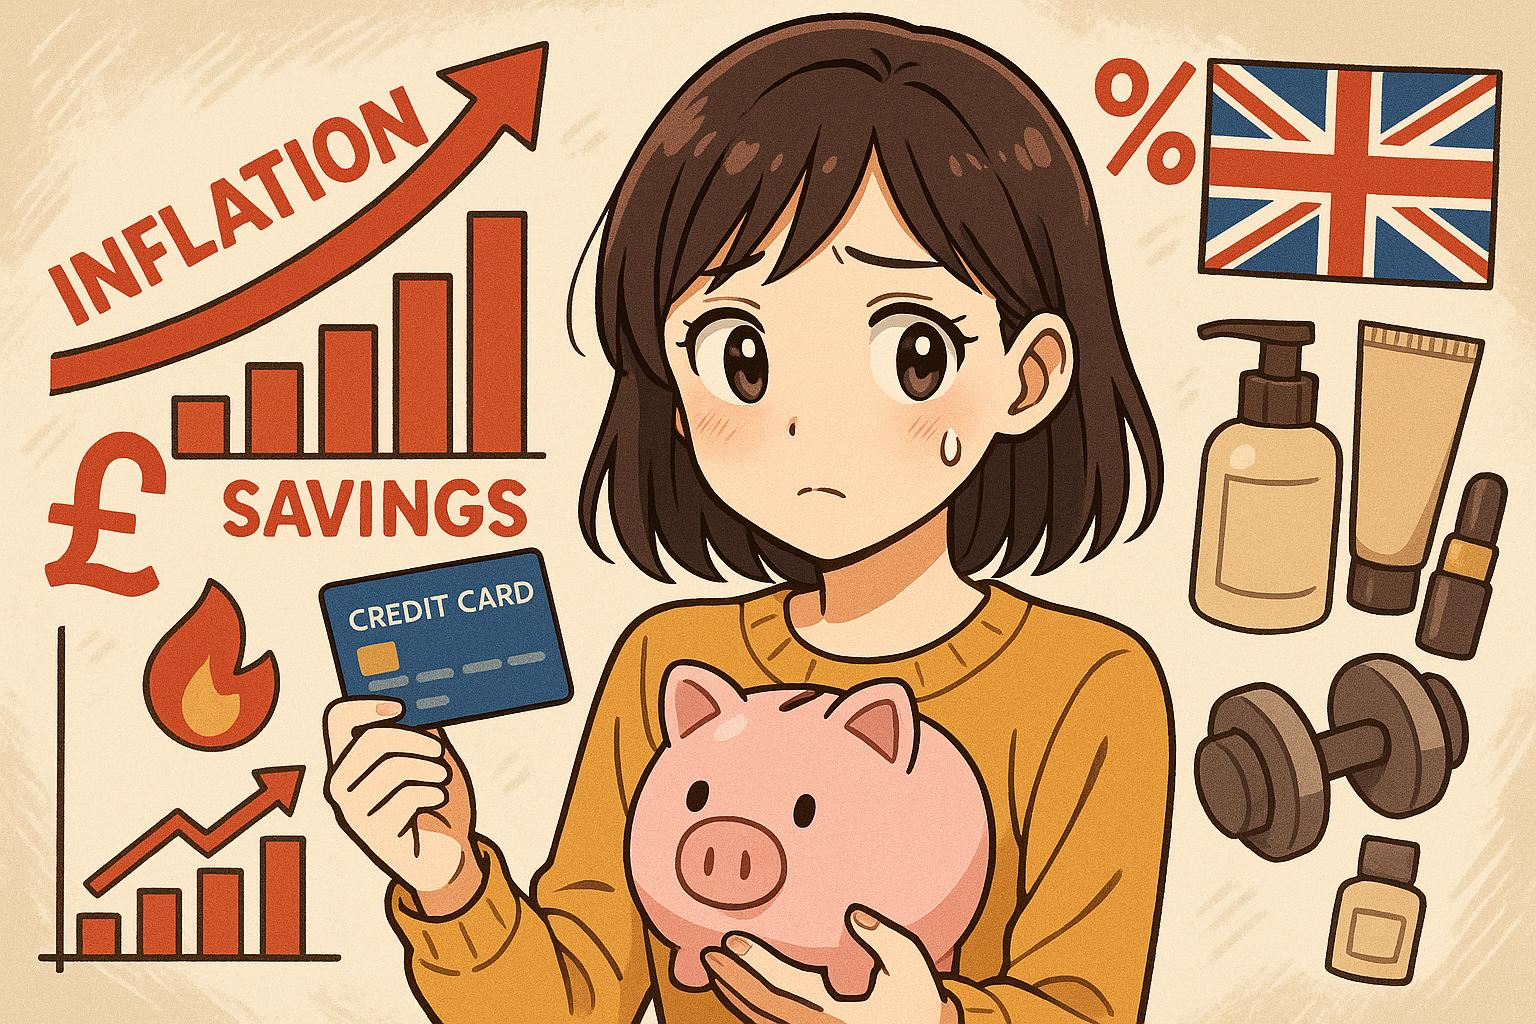 INFLATION
%
£
SAVINGS
CREDIT CARD